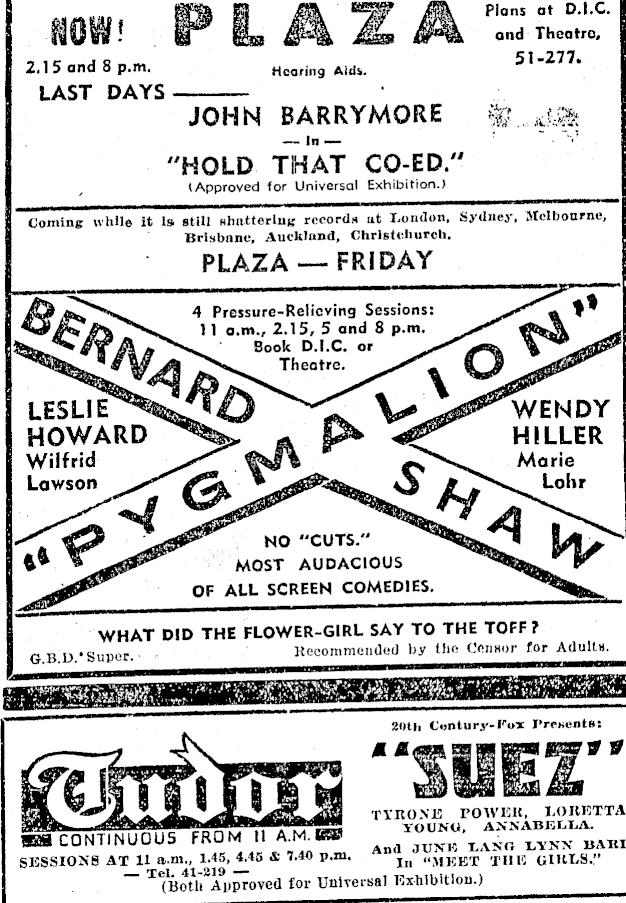 NOW!
PLAZA
Plans at D.I.C.
and Theatre,
51-277.
2.15 and 8 p.m.
Hearing Aids.
LAST DAYS
JOHN BARRYMORE
— In —
"HOLD THAT CO-ED."
(Approved for Universal Exhibition.)
Coming while it is still shattering records at London, Sydney, Melbourne,
Brisbane, Auckland, Christchurch.
PLAZA — FRIDAY
4 Pressure-Relieving Sessions:
11 a.m., 2.15, 5 and 8 p.m.
Book D.I.C. or
Theatre.
BERNARD SHAW
"PYGMALION"
LESLIE
HOWARD
Wilfrid
Lawson
WENDY
HILLER
Marie
Lohr
NO "CUTS."
MOST AUDACIOUS
OF ALL SCREEN COMEDIES.
WHAT DID THE FLOWER-GIRL SAY TO THE TOFF?
G.B.D. Super.
Recommended by the Censor for Adults.
Tudor
CONTINUOUS FROM 11 A.M.
SESSIONS AT 11 a.m., 1.45, 4.45 & 7.40 p.m.
— Tel. 41-219 —
20th Century-Fox Presents:
"SUEZ"
TYRONE POWER, LORETTA
YOUNG, ANNABELLA.
And JUNE LANG LYNN BARI
In "MEET THE GIRLS."
(Both Approved for Universal Exhibition.)